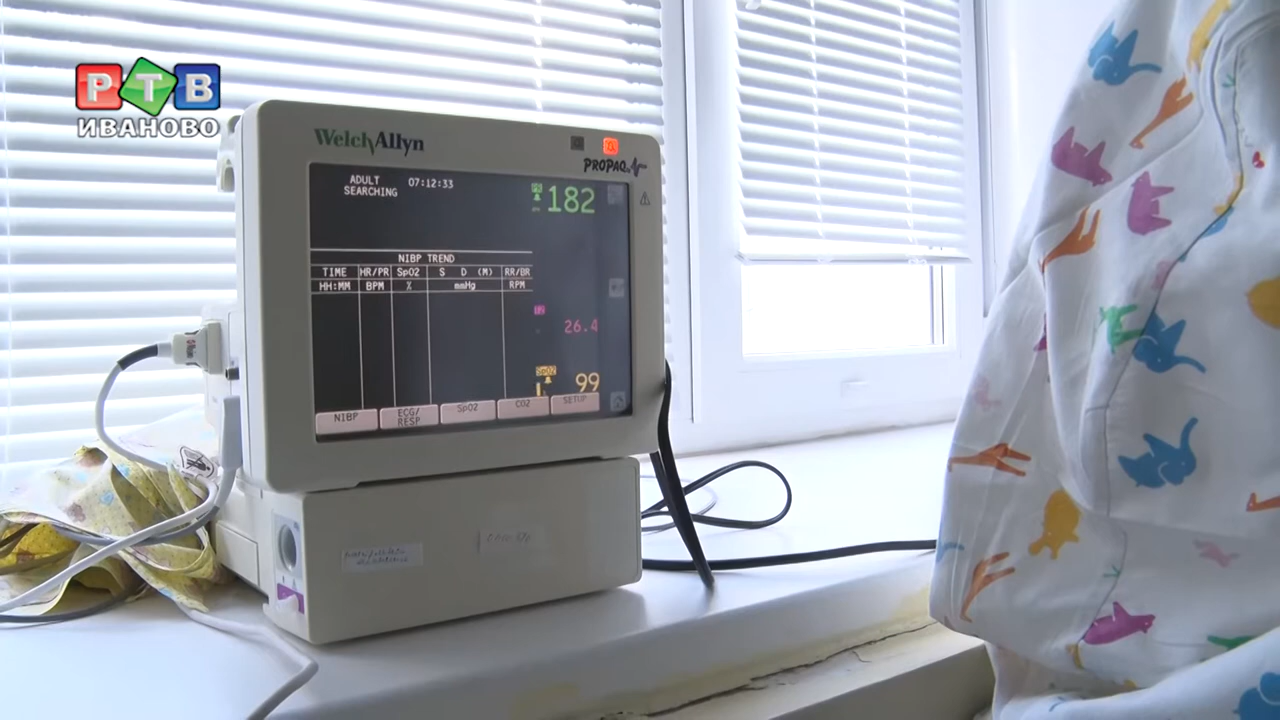 РТВ
ИВАНОВО
WelchAllyn
PROPAQ
ADULT 07:12:33
SEARCHING
PR
182
NIBP TREND
TIME HR/PR SpO2 S D (M) RR/BR
HH:MM BPM % mmHg RPM
26.4
SpO2
99
NIBP ECG/RESP SpO2 CO2 SETUP